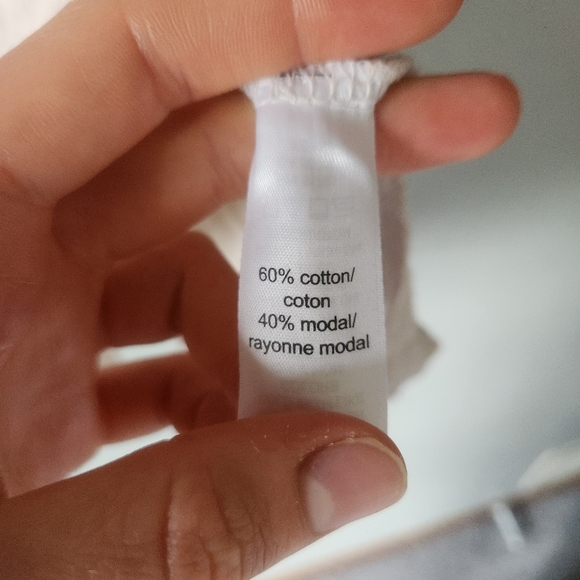 60% cotton/
coton
40% modal/
rayonne modal